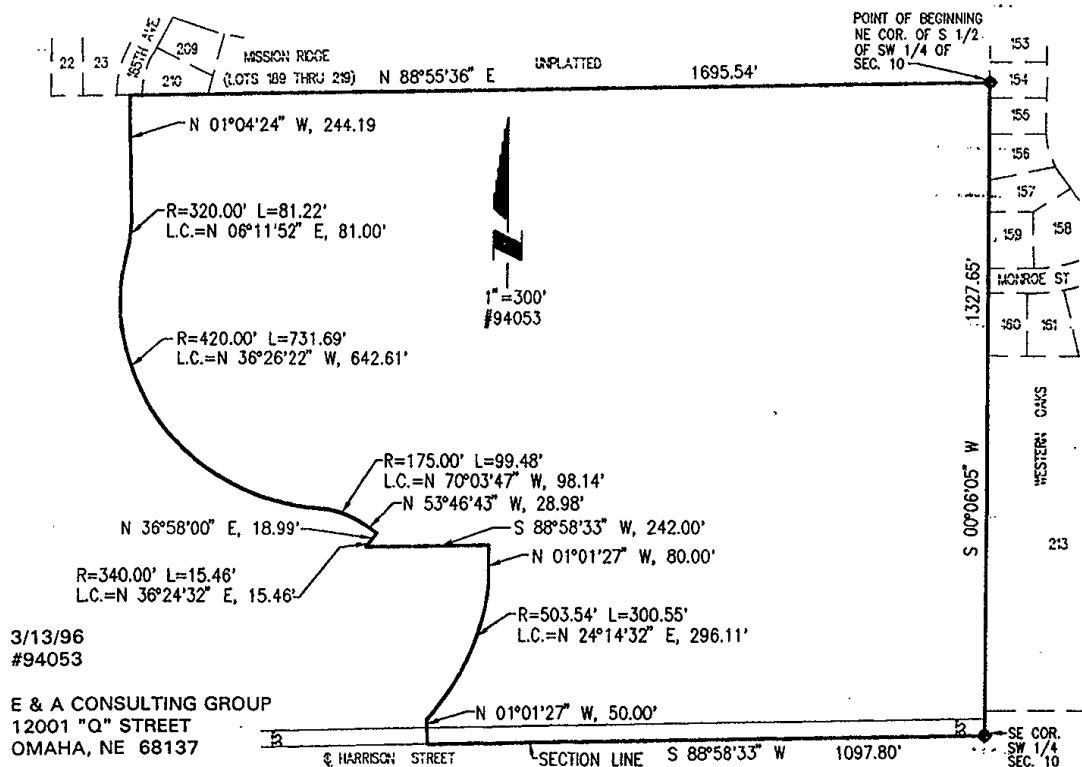 POINT OF BEGINNING
NE COR. OF S 1/2
OF SW 1/4 OF
SEC. 10
22
23
155TH AVE
209
210
MISSION RIDGE
(LOTS 189 THRU 219)
N 88°55'36" E
UNPLATTED
1695.54'
153
154
155
156
157
158
159
MONROE ST
160
161
WESTERN OAKS
213
N 01°04'24" W, 244.19
R=320.00' L=81.22'
L.C.=N 06°11'52" E, 81.00'
1"=300'
#94053
R=420.00' L=731.69'
L.C.=N 36°26'22" W, 642.61'
1327.65'
S 00°06'05" W
R=175.00' L=99.48'
L.C.=N 70°03'47" W, 98.14'
N 53°46'43" W, 28.98'
N 36°58'00" E, 18.99'
S 88°58'33" W, 242.00'
N 01°01'27" W, 80.00'
R=340.00' L=15.46'
L.C.=N 36°24'32" E, 15.46'
R=503.54' L=300.55'
L.C.=N 24°14'32" E, 296.11'
3/13/96
#94053
E & A CONSULTING GROUP
12001 "Q" STREET
OMAHA, NE 68137
N 01°01'27" W, 50.00'
℄ HARRISON STREET
SECTION LINE
S 88°58'33" W
1097.80'
SE COR.
SW 1/4
SEC. 10